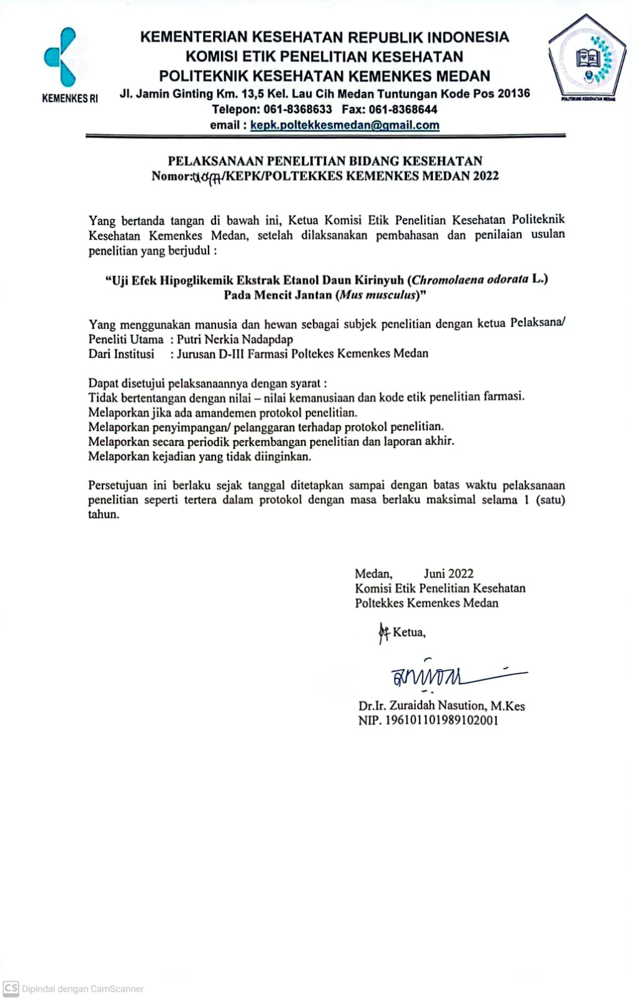 KEMENTERIAN KESEHATAN REPUBLIK INDONESIA
KOMISI ETIK PENELITIAN KESEHATAN
POLITEKNIK KESEHATAN KEMENKES MEDAN
KEMENKES RI
Jl. Jamin Ginting Km. 13,5 Kel. Lau Cih Medan Tuntungan Kode Pos 20136
POLITEKNIK KESEHATAN MEDAN
Telepon: 061-8368633 Fax: 061-8368644
email : kepk.poltekkesmedan@gmail.com
PELAKSANAAN PENELITIAN BIDANG KESEHATAN
Nomor: /KEPK/POLTEKKES KEMENKES MEDAN 2022
Yang bertanda tangan di bawah ini, Ketua Komisi Etik Penelitian Kesehatan Politeknik
Kesehatan Kemenkes Medan, setelah dilaksanakan pembahasan dan penilaian usulan
penelitian yang berjudul :
“Uji Efek Hipoglikemik Ekstrak Etanol Daun Kirinyuh (Chromolaena odorata L.)
Pada Mencit Jantan (Mus musculus)”
Yang menggunakan manusia dan hewan sebagai subjek penelitian dengan ketua Pelaksana/
Peneliti Utama : Putri Nerkia Nadapdap
Dari Institusi : Jurusan D-III Farmasi Poltekes Kemenkes Medan
Dapat disetujui pelaksanaannya dengan syarat :
Tidak bertentangan dengan nilai – nilai kemanusiaan dan kode etik penelitian farmasi.
Melaporkan jika ada amandemen protokol penelitian.
Melaporkan penyimpangan/ pelanggaran terhadap protokol penelitian.
Melaporkan secara periodik perkembangan penelitian dan laporan akhir.
Melaporkan kejadian yang tidak diinginkan.
Persetujuan ini berlaku sejak tanggal ditetapkan sampai dengan batas waktu pelaksanaan
penelitian seperti tertera dalam protokol dengan masa berlaku maksimal selama 1 (satu)
tahun.
Medan, Juni 2022
Komisi Etik Penelitian Kesehatan
Poltekkes Kemenkes Medan
Ketua,
Dr.Ir. Zuraidah Nasution, M.Kes
NIP. 196101101989102001
CS Dipindai dengan CamScanner